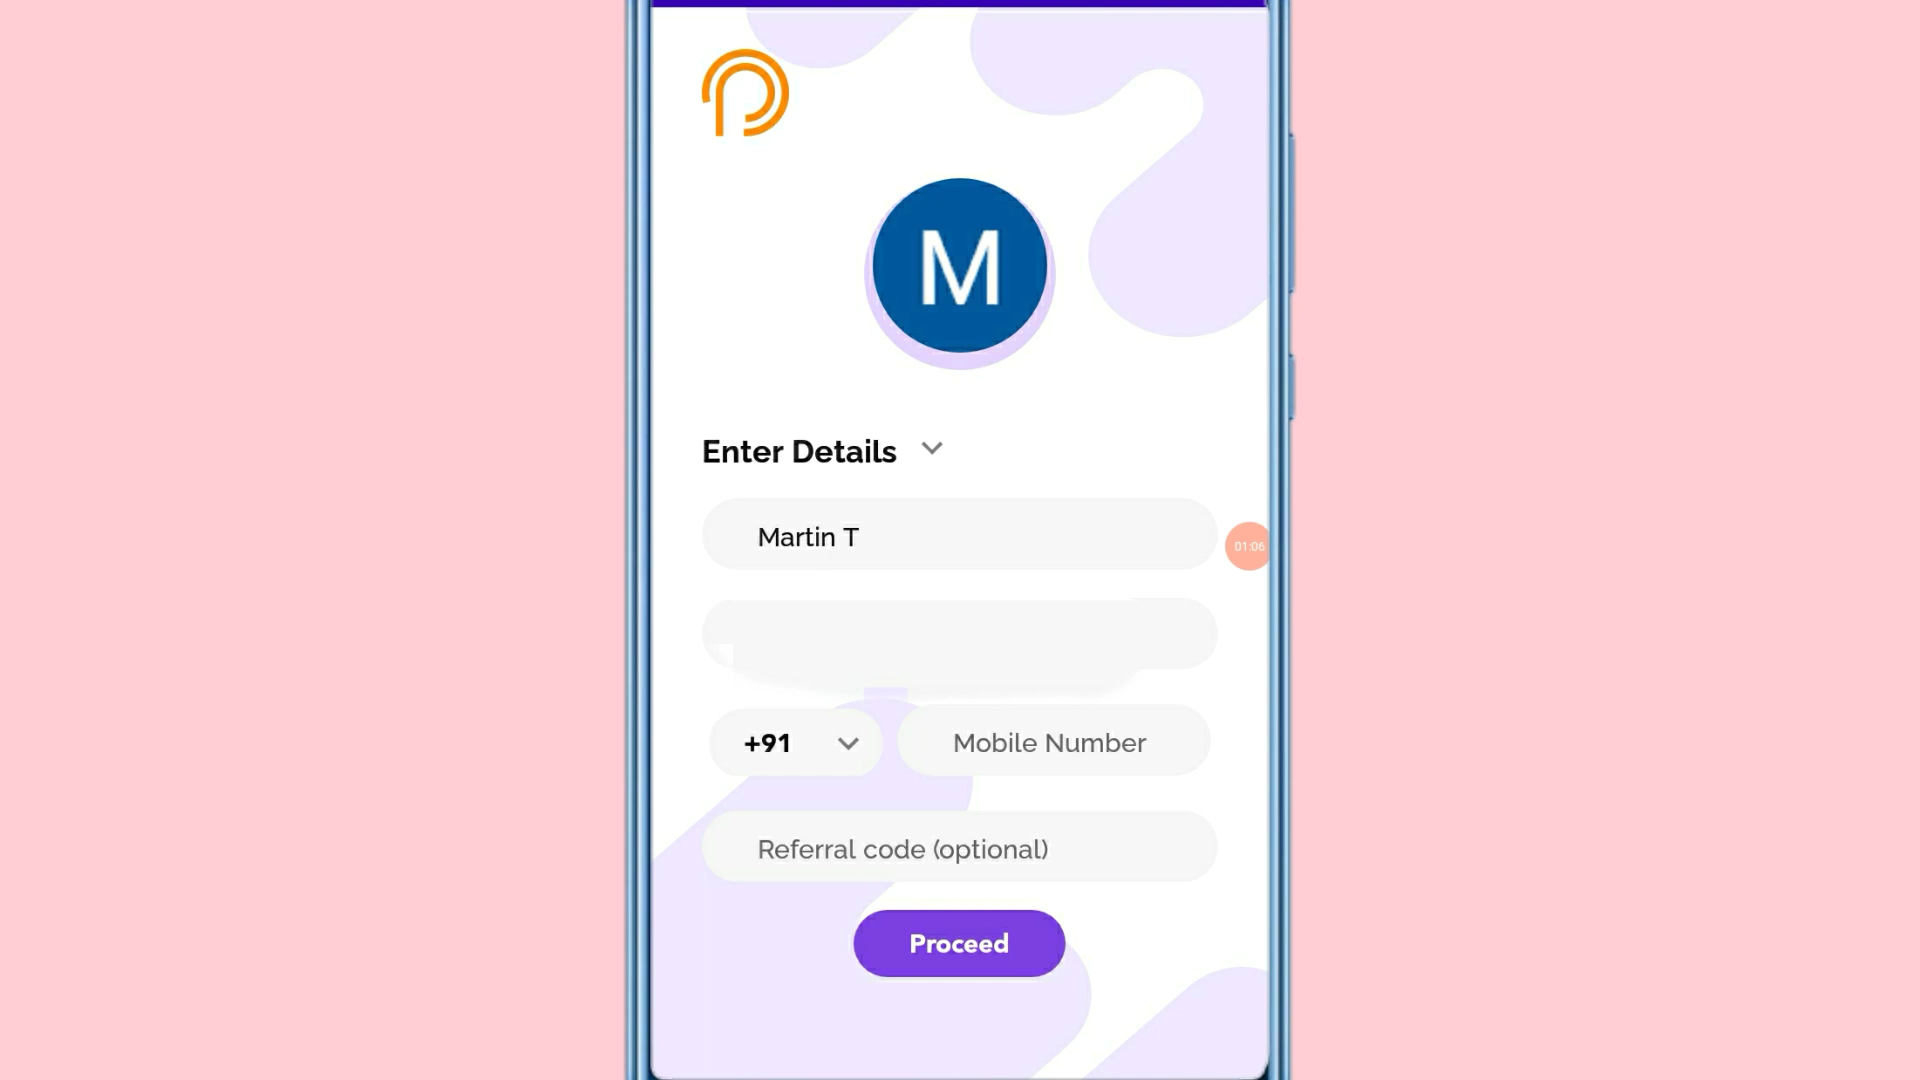 M
Enter Details
Martin T
01:06
+91
Mobile Number
Referral code (optional)
Proceed